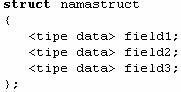 struct namastruct
{
<tipe data> field1;
<tipe data> field2;
<tipe data> field3;
};